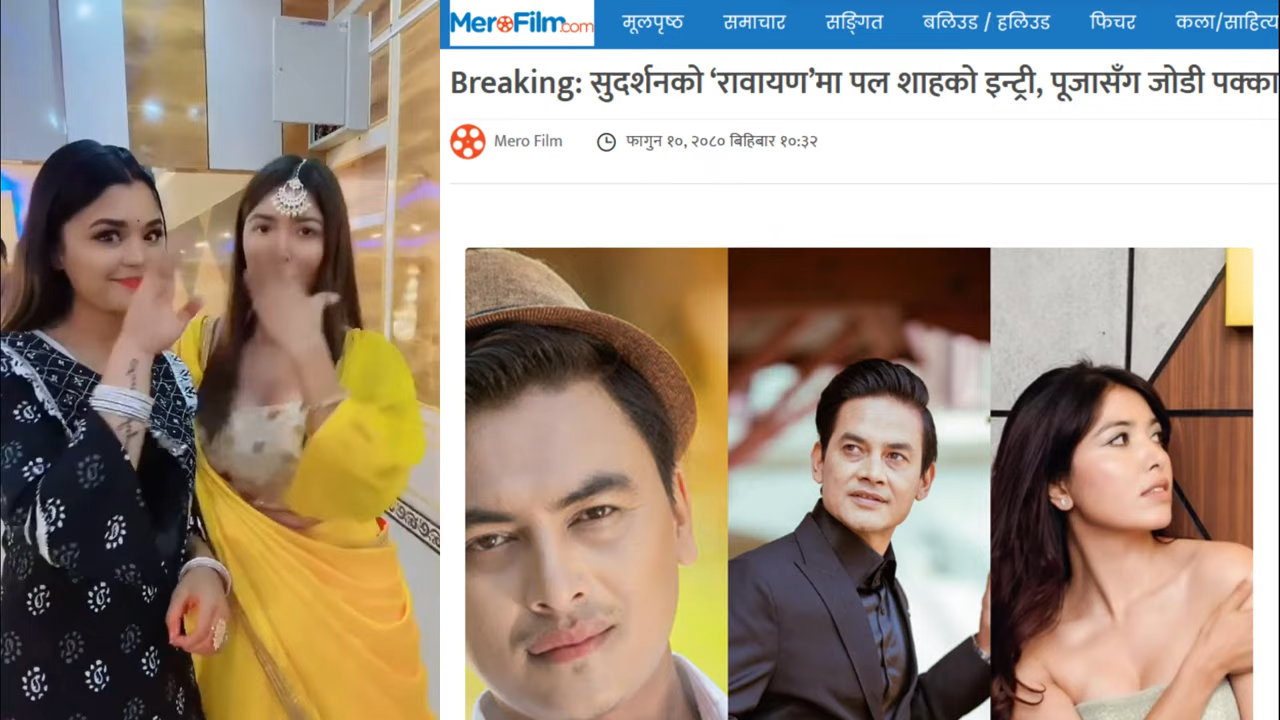 MeroFilm.com
मूलपृष्ठ समाचार सङ्गित बलिउड / हलिउड फिचर कला/साहित्य
Breaking: सुदर्शनको ‘रावायण’मा पल शाहको इन्ट्री, पूजासँग जोडी पक्का
Mero Film फागुन १०, २०८० बिहिबार १०:३२